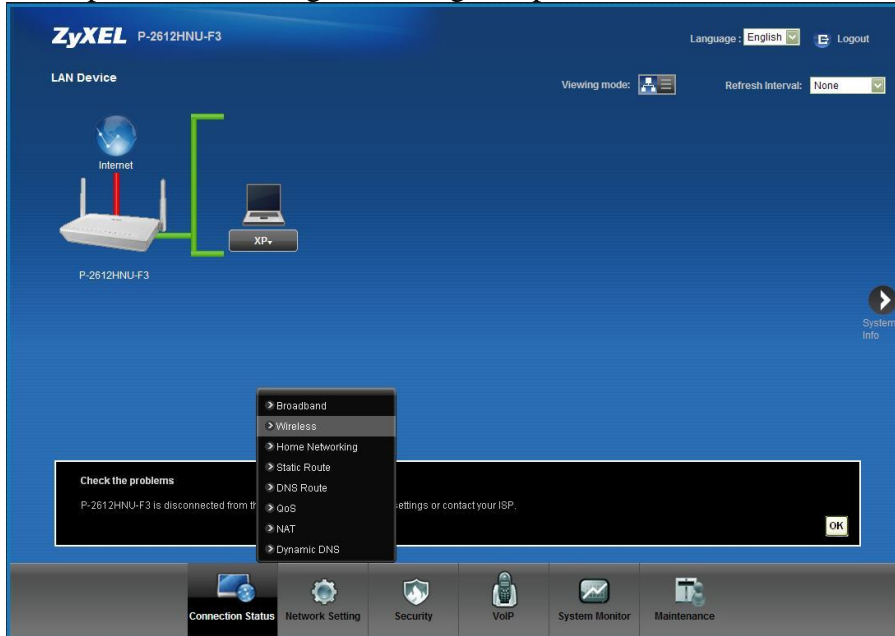 ZyXEL P-2612HNU-F3
Language : English
Logout
LAN Device
Viewing mode:
Refresh Interval: None
Internet
XP
P-2612HNU-F3
System
Info
Broadband
Wireless
Home Networking
Static Route
DNS Route
QoS
NAT
Dynamic DNS
Check the problems
P-2612HNU-F3 is disconnected from ettings or contact your ISP.
OK
Connection Status
Network Setting
Security
VoIP
System Monitor
Maintenance